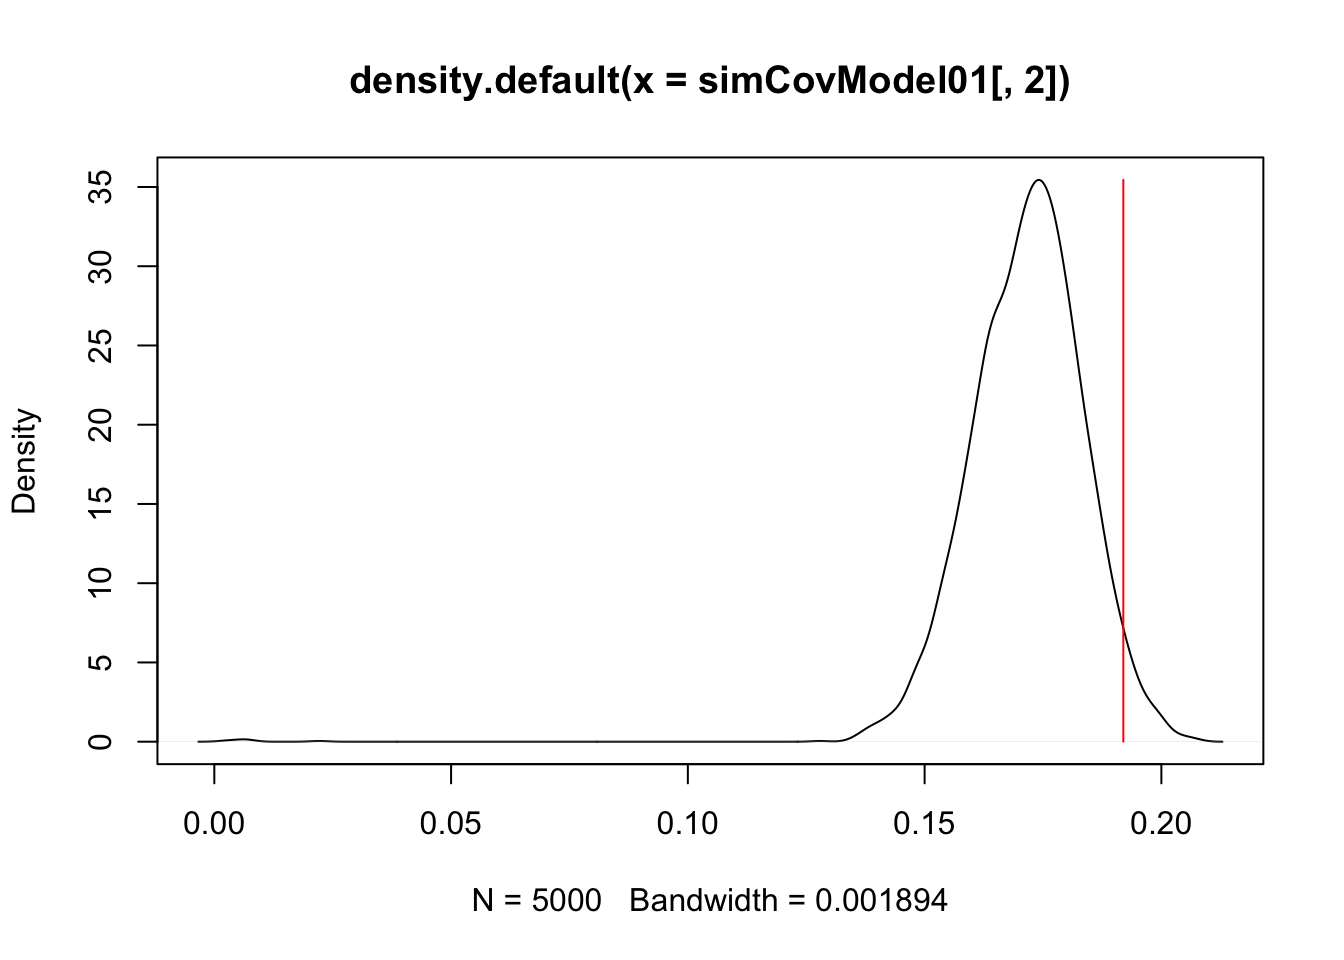 density.default(x = simCovModel01[, 2])
Density
35
30
25
20
15
10
5
0
0.00 0.05 0.10 0.15 0.20
N = 5000 Bandwidth = 0.001894